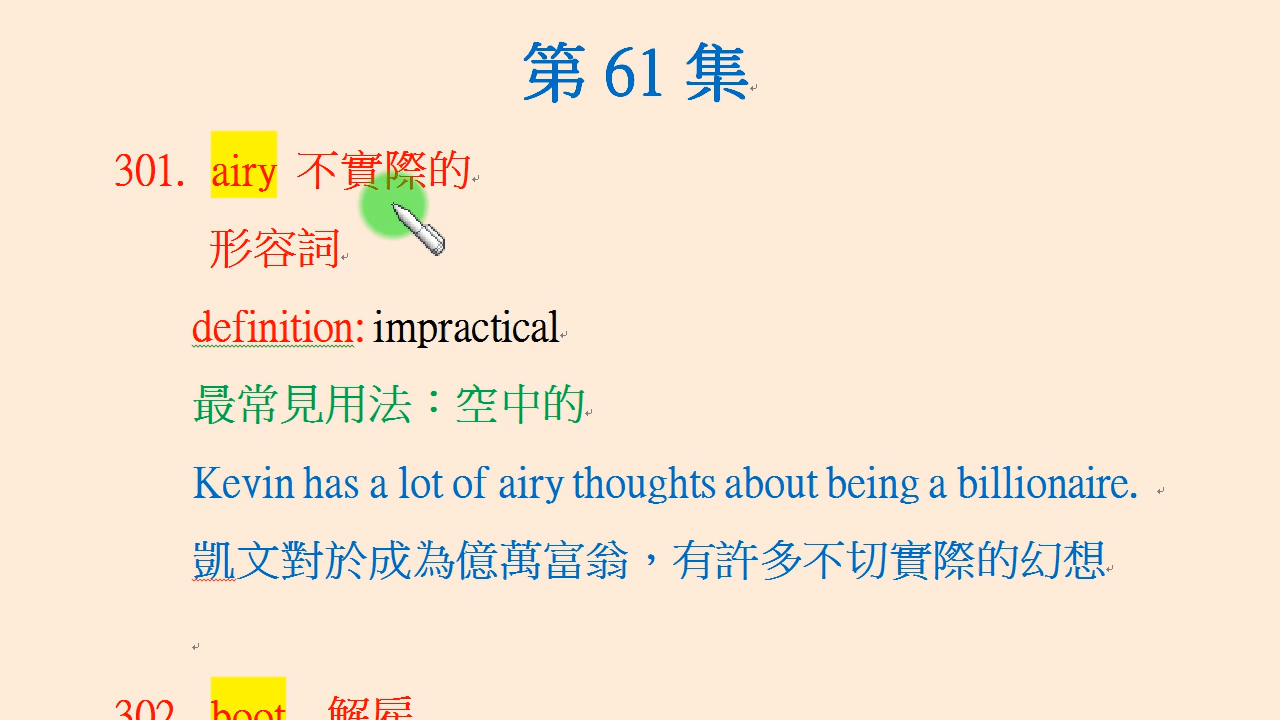 第 61 集
301. airy 不實際的
形容詞
definition: impractical
最常見用法：空中的
Kevin has a lot of airy thoughts about being a billionaire.
凱文對於成為億萬富翁，有許多不切實際的幻想
302. boot 解雇